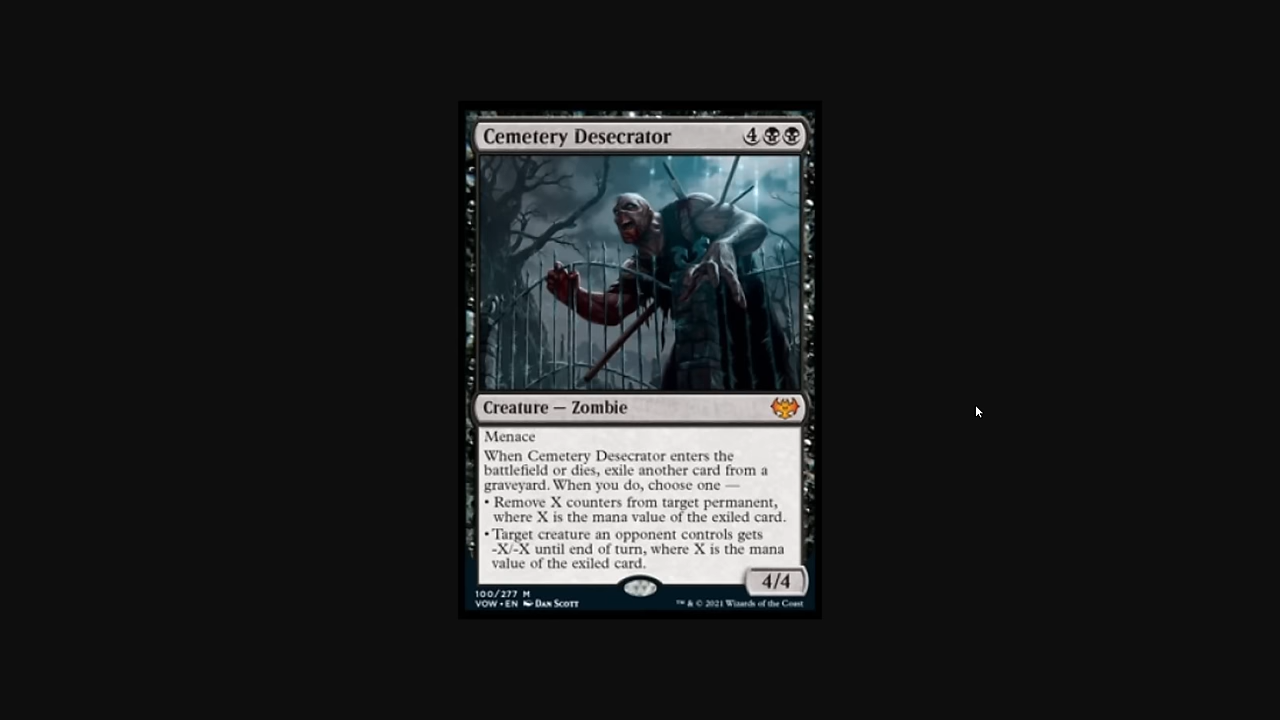 Cemetery Desecrator 4
Creature — Zombie
Menace
When Cemetery Desecrator enters the
battlefield or dies, exile another card from a
graveyard. When you do, choose one —
• Remove X counters from target permanent,
where X is the mana value of the exiled card.
• Target creature an opponent controls gets
-X/-X until end of turn, where X is the mana
value of the exiled card.
4/4
100/277 M
VOW • EN Dan Scott ™ & © 2021 Wizards of the Coast